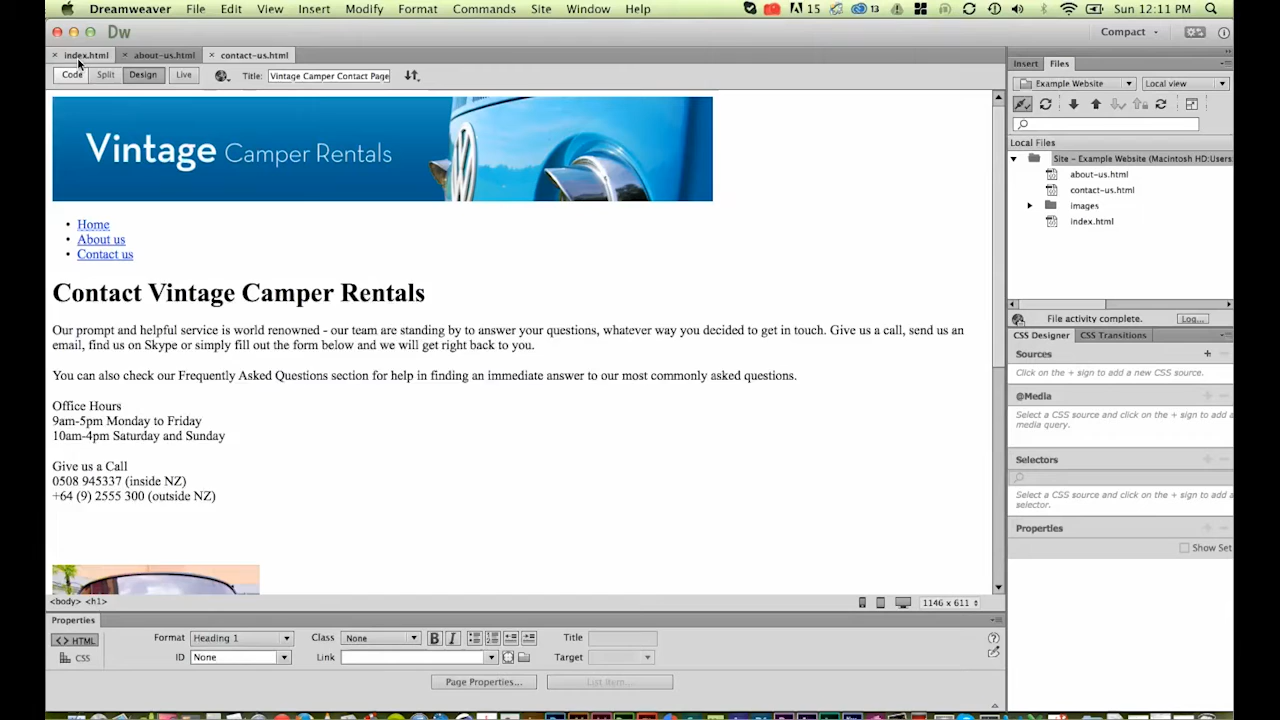 Dreamweaver File Edit View Insert Modify Format Commands Site Window Help 15 13 Sun 12:11 PM
Dw Compact
index.html about-us.html contact-us.html
Insert Files
Code Split Design Live Title: Vintage Camper Contact Page
Example Website Local view
Vintage Camper Rentals
Local Files
Site – Example Website (Macintosh HD:Users
about-us.html
contact-us.html
images
index.html
Home
About us
Contact us
Contact Vintage Camper Rentals
Our prompt and helpful service is world renowned - our team are standing by to answer your questions, whatever way you decided to get in touch. Give us a call, send us an
email, find us on Skype or simply fill out the form below and we will get right back to you.
You can also check our Frequently Asked Questions section for help in finding an immediate answer to our most commonly asked questions.
Office Hours
9am-5pm Monday to Friday
10am-4pm Saturday and Sunday
Give us a Call
0508 945337 (inside NZ)
+64 (9) 2555 300 (outside NZ)
File activity complete. Log...
CSS Designer CSS Transitions
Sources
Click on the + sign to add a new CSS source.
@Media
Select a CSS source and click on the + sign to add a
media query.
Selectors
Select a CSS source and click on the + sign to add a
selector.
Properties
Show Set
<body> <h1> 1146 x 611
Properties
<> HTML Format Heading 1 Class None B I Title
CSS ID None Link Target
Page Properties... List Item...